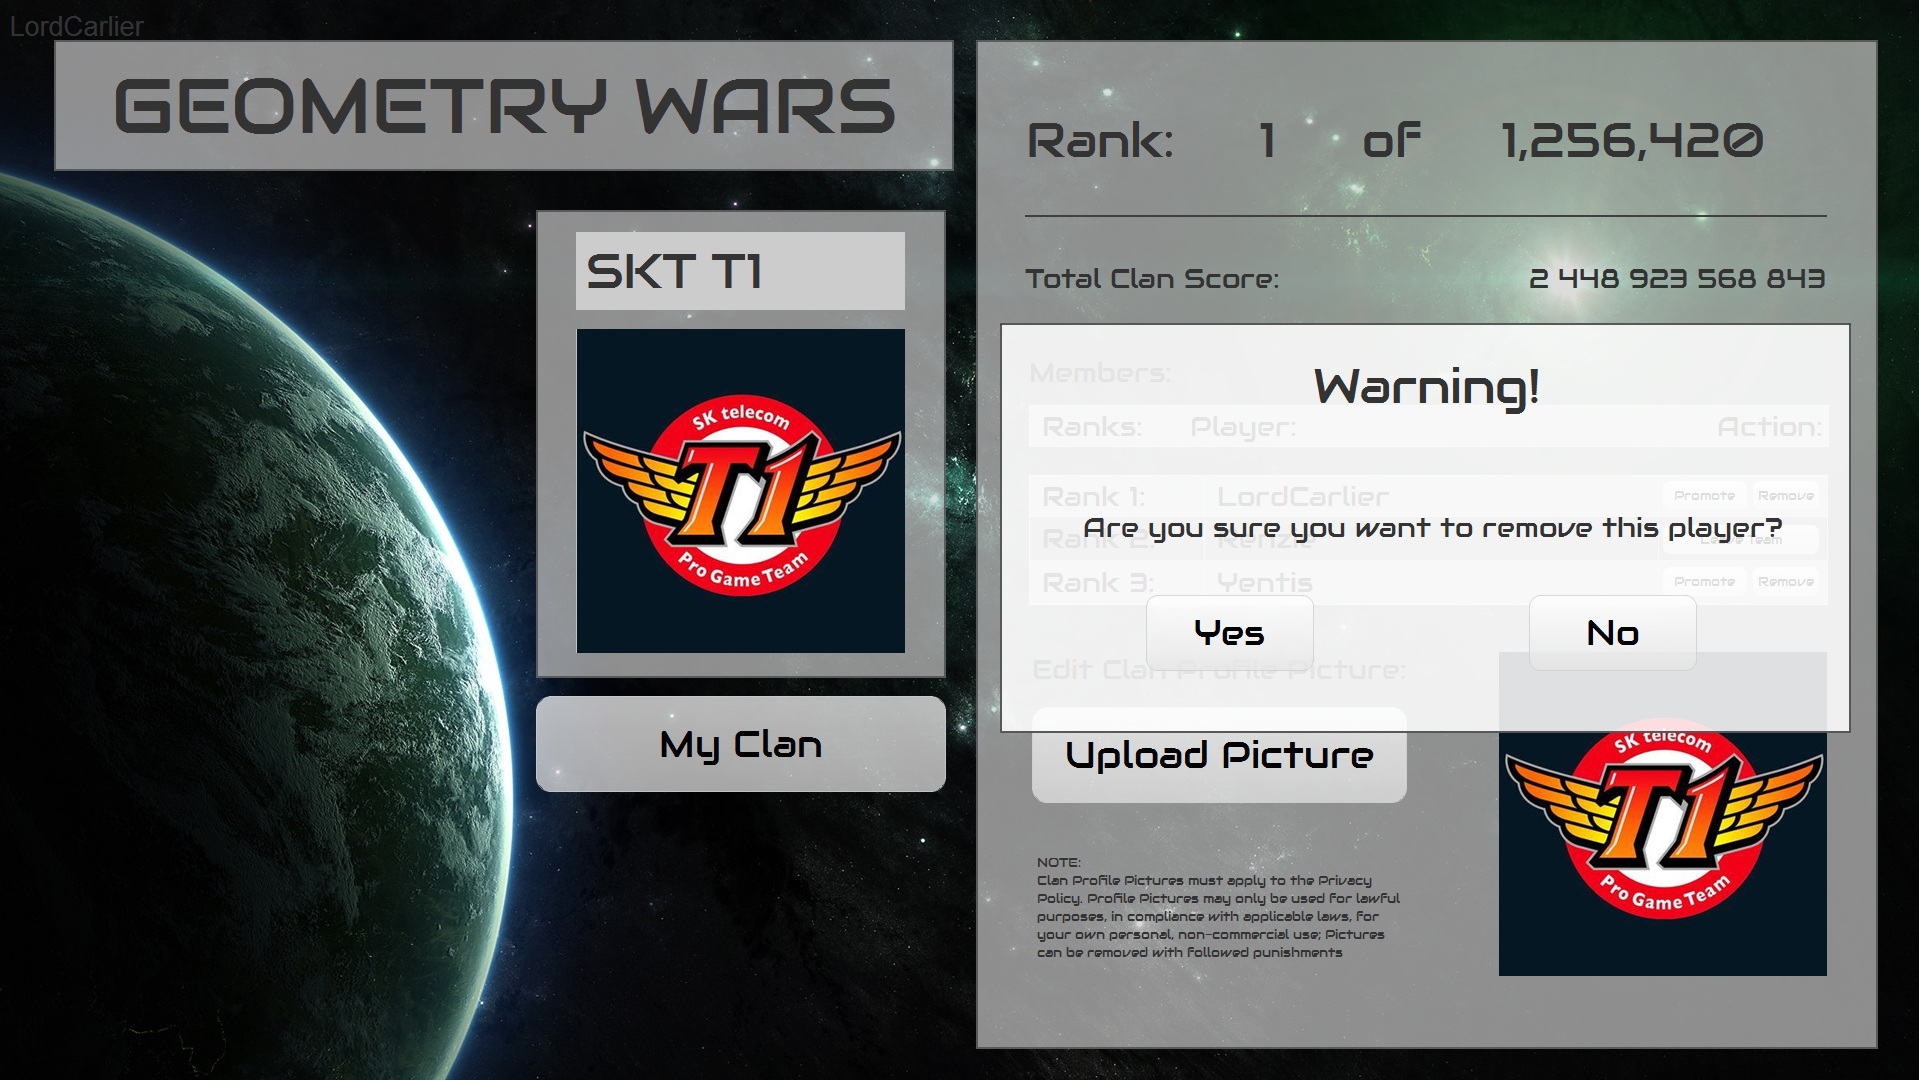 LordCarlier
GEOMETRY WARS
SKT T1
SK telecom
T1
Pro Game Team
My Clan
Rank: 1 of 1,256,420
Total Clan Score: 2 448 923 568 843
Members:
Warning!
Ranks: Player: Action:
Rank 1: LordCarlier Promote Remove
Are you sure you want to remove this player?
Rank 2: Renzie Team
Rank 3: Yentis Promote Remove
Yes No
Edit Clan Profile Picture:
Upload Picture
SK telecom
T1
Pro Game Team
NOTE:
Clan Profile Pictures must apply to the Privacy
Policy. Profile Pictures may only be used for lawful
purposes, in compliance with applicable laws, for
your own personal, non-commercial use; Pictures
can be removed with followed punishments